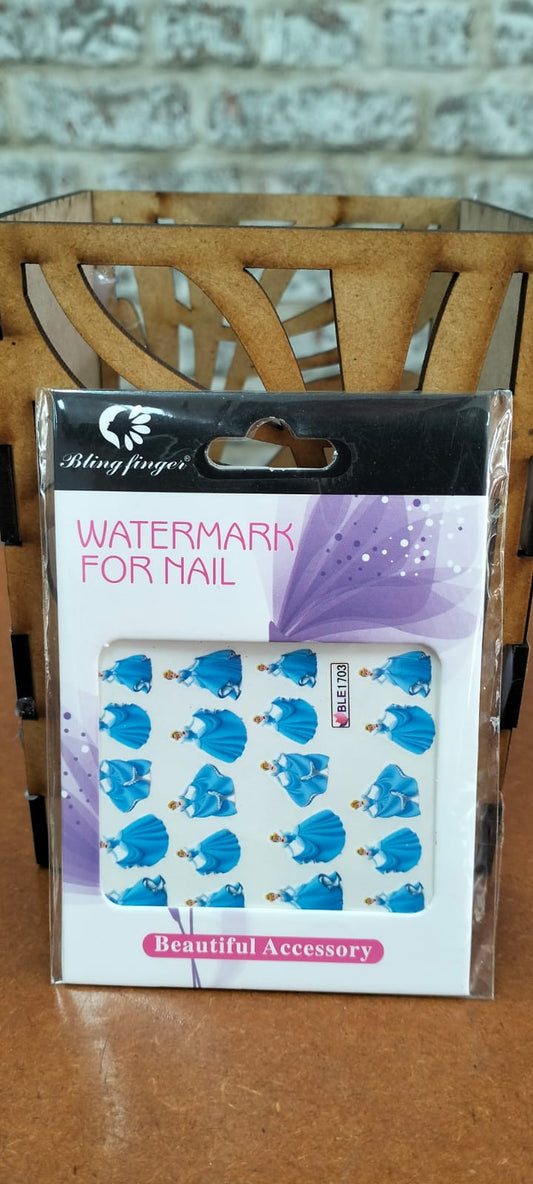 Bling finger®
WATERMARK
FOR NAIL
BLE1703
Beautiful Accessory